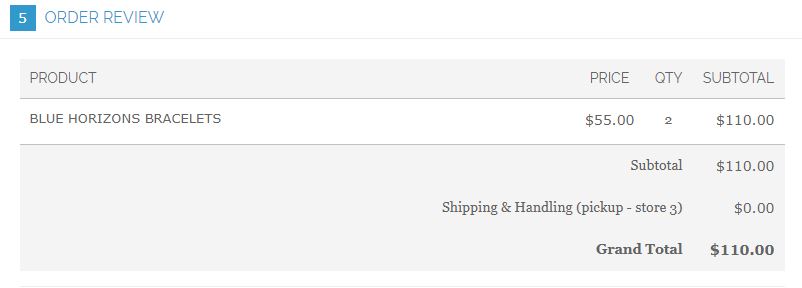 5 ORDER REVIEW
PRODUCT PRICE QTY SUBTOTAL
BLUE HORIZONS BRACELETS $55.00 2 $110.00
Subtotal $110.00
Shipping & Handling (pickup - store 3) $0.00
Grand Total $110.00